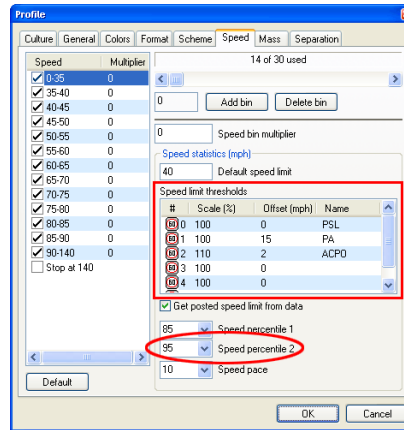 Profile
Culture General Colors Format Scheme Speed Mass Separation
Speed Multiplier
0-35 0
35-40 0
40-45 0
45-50 0
50-55 0
55-60 0
60-65 0
65-70 0
70-75 0
75-80 0
80-85 0
85-90 0
90-140 0
Stop at 140
Default
14 of 30 used
0 Add bin Delete bin
0 Speed bin multiplier
Speed statistics (mph)
40 Default speed limit
Speed limit thresholds
# Scale (%) Offset (mph) Name
60 0 100 0 PSL
60 1 100 15 PA
60 2 110 2 ACPO
60 3 100 0
60 4 100 0
Get posted speed limit from data
85 Speed percentile 1
95 Speed percentile 2
10 Speed pace
OK Cancel